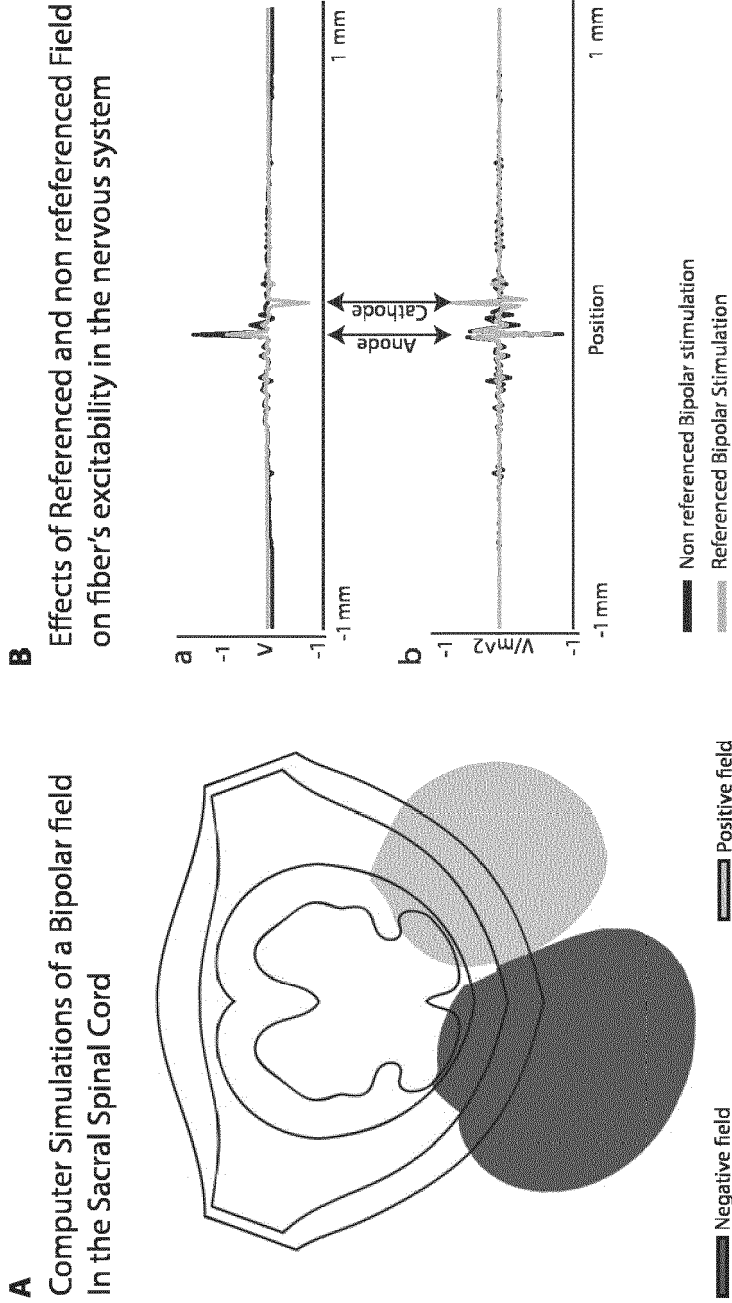 A
Computer Simulations of a Bipolar field
In the Sacral Spinal Cord
Negative field
Positive field
B
Effects of Referenced and non refeferenced Field
on fiber's excitability in the nervous system
a
-1
V
-1
-1 mm
1 mm
Anode
Cathode
b
-1
V/m^2
-1
-1 mm
Position
1 mm
Non referenced Bipolar stimulation
Referenced Bipolar Stimulation